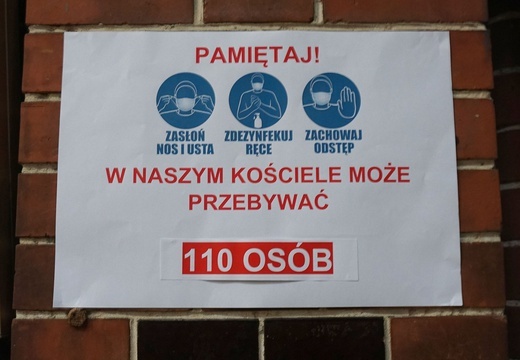 PAMIĘTAJ!
ZASŁOŃ
NOS I USTA
ZDEZYNFEKUJ
RĘCE
ZACHOWAJ
ODSTĘP
W NASZYM KOŚCIELE MOŻE
PRZEBYWAĆ
110 OSÓB